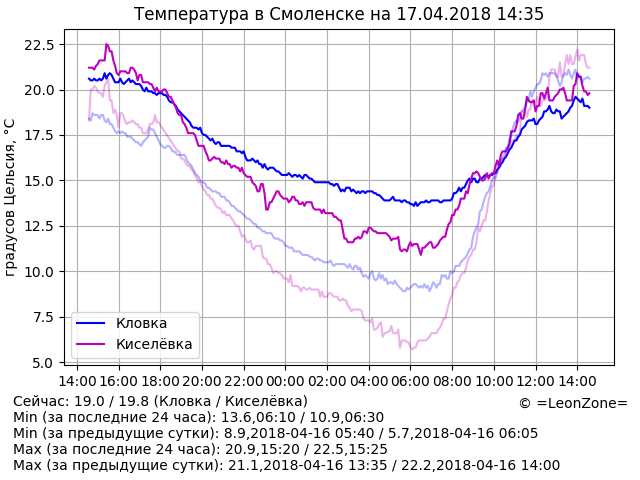 Температура в Смоленске на 17.04.2018 14:35
градусов Цельсия, °C
22.5
20.0
17.5
15.0
12.5
10.0
7.5
5.0
Кловка
Киселёвка
14:00 16:00 18:00 20:00 22:00 00:00 02:00 04:00 06:00 08:00 10:00 12:00 14:00
Сейчас: 19.0 / 19.8 (Кловка / Киселёвка)
© =LeonZone=
Min (за последние 24 часа): 13.6,06:10 / 10.9,06:30
Min (за предыдущие сутки): 8.9,2018-04-16 05:40 / 5.7,2018-04-16 06:05
Max (за последние 24 часа): 20.9,15:20 / 22.5,15:25
Max (за предыдущие сутки): 21.1,2018-04-16 13:35 / 22.2,2018-04-16 14:00